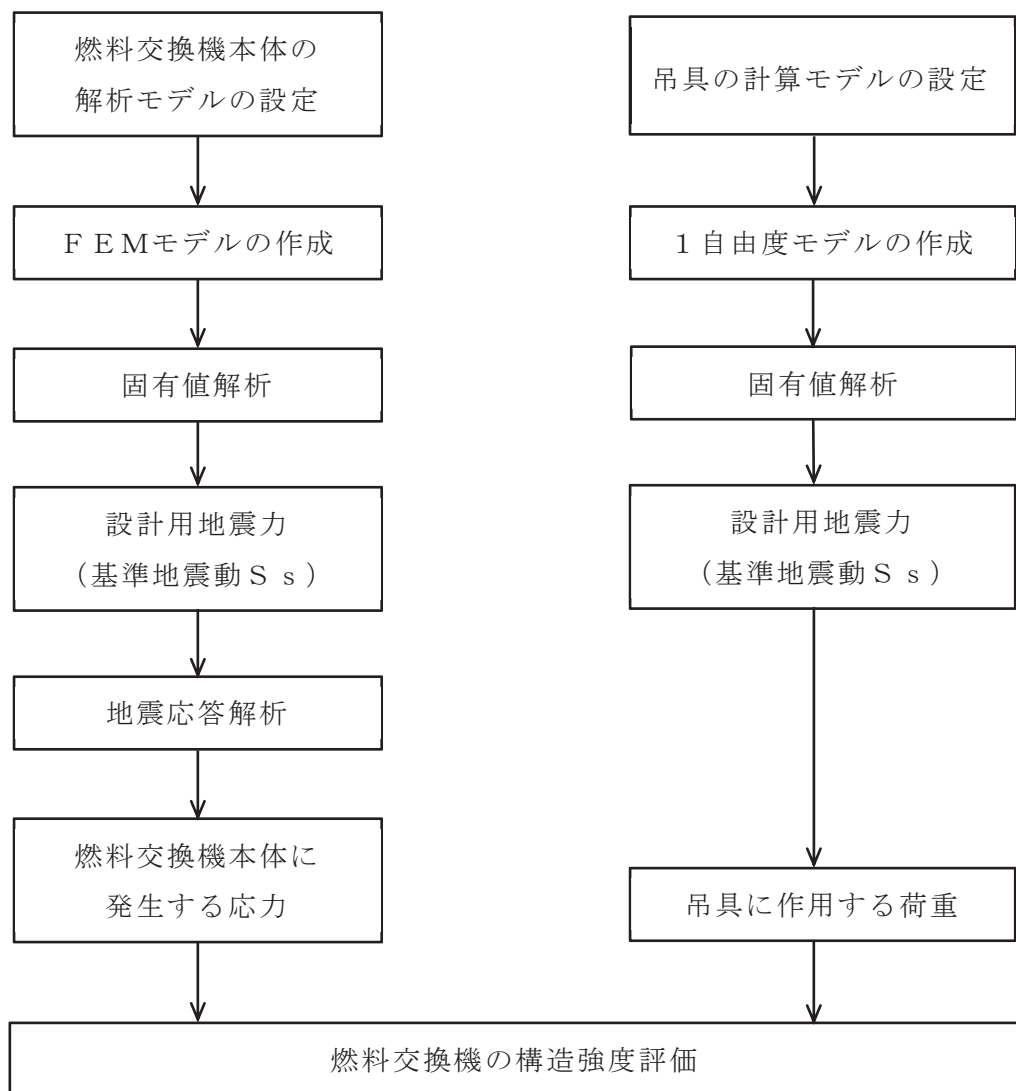 燃料交換機本体の
解析モデルの設定
ＦＥＭモデルの作成
固有値解析
設計用地震力
（基準地震動Ｓｓ）
地震応答解析
燃料交換機本体に
発生する応力
吊具の計算モデルの設定
１自由度モデルの作成
固有値解析
設計用地震力
（基準地震動Ｓｓ）
吊具に作用する荷重
燃料交換機の構造強度評価